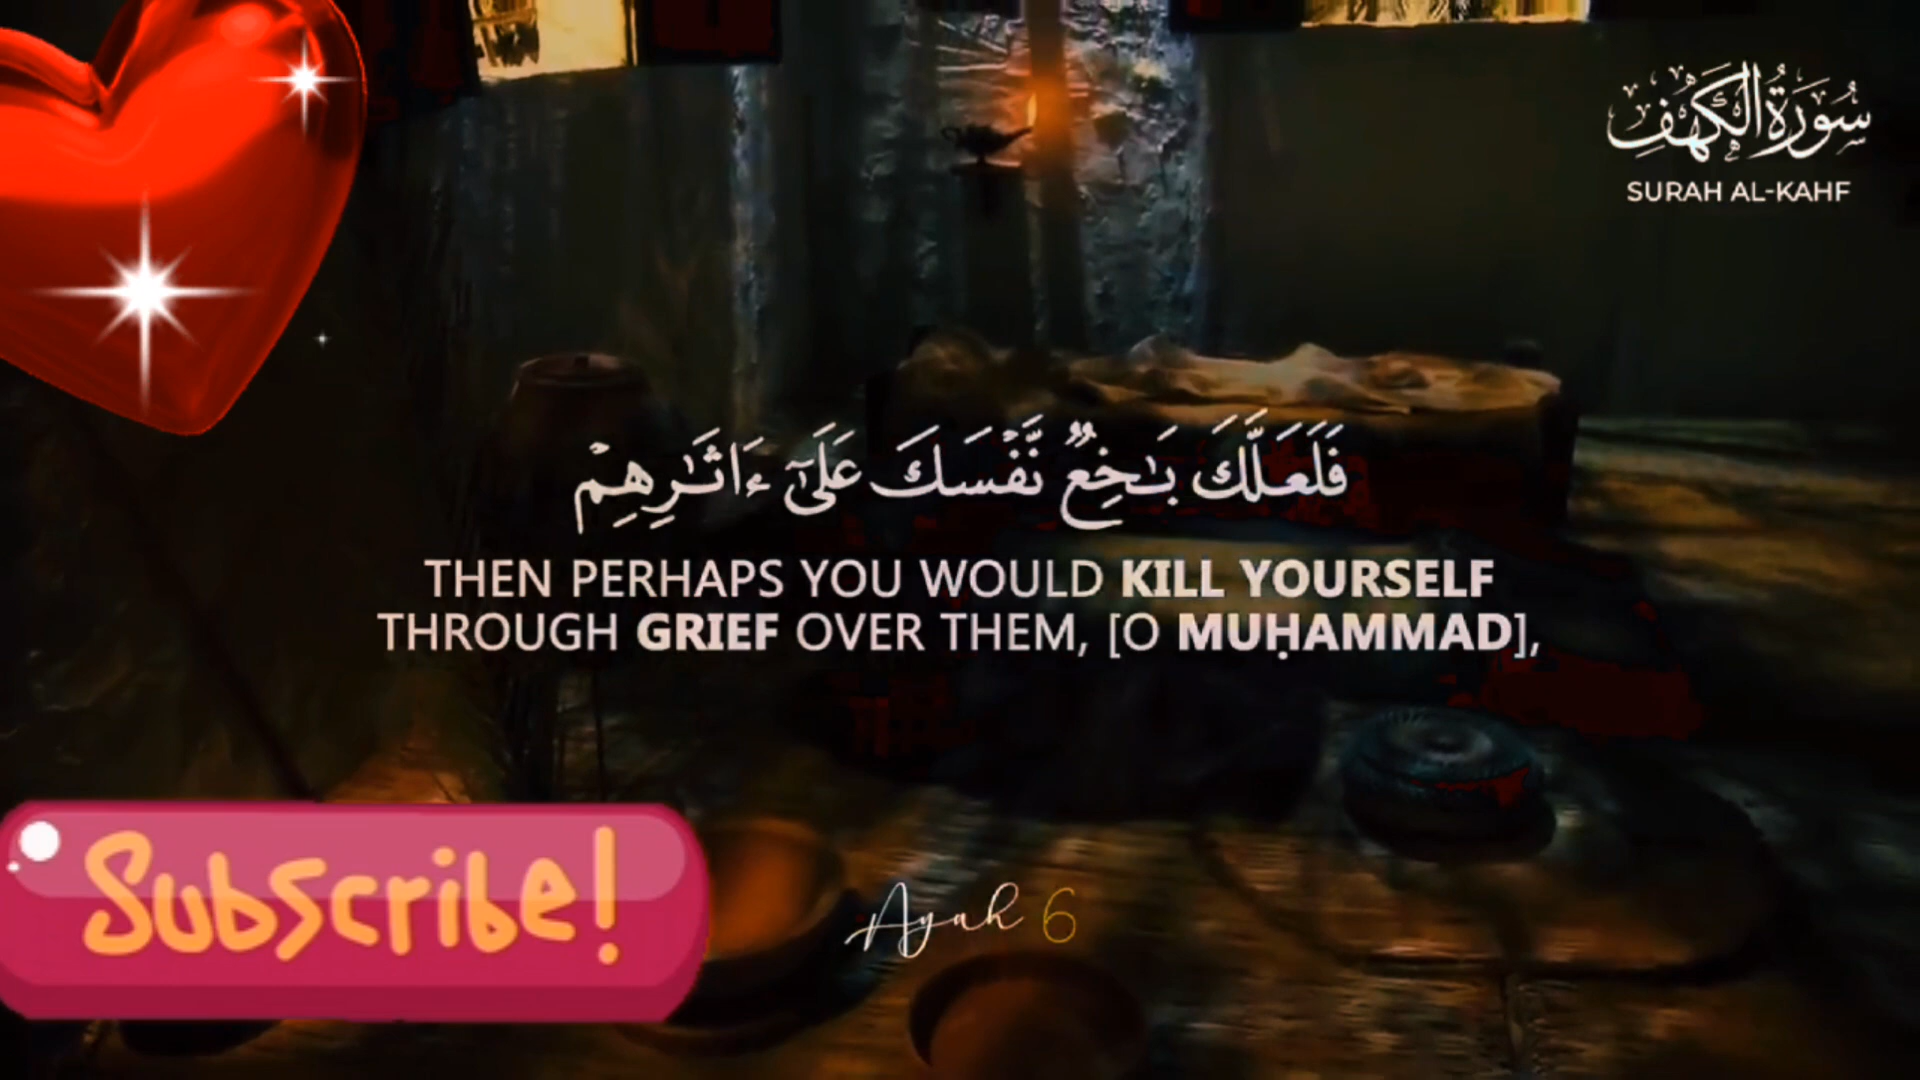 سُورَةُ الْكَهْفِ
SURAH AL-KAHF
فَلَعَلَّكَ بَـٰخِعٌ نَّفْسَكَ عَلَىٰٓ ءَاثَـٰرِهِمْ
THEN PERHAPS YOU WOULD KILL YOURSELF
THROUGH GRIEF OVER THEM, [O MUḤAMMAD],
Subscribe!
Ayah 6